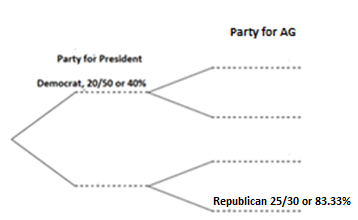 Party for AG
Party for President
Democrat, 20/50 or 40%
Republican 25/30 or 83.33%